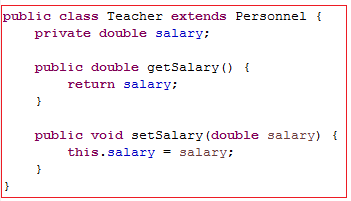 public class Teacher extends Personnel {
    private double salary;

    public double getSalary() {
        return salary;
    }

    public void setSalary(double salary) {
        this.salary = salary;
    }
}